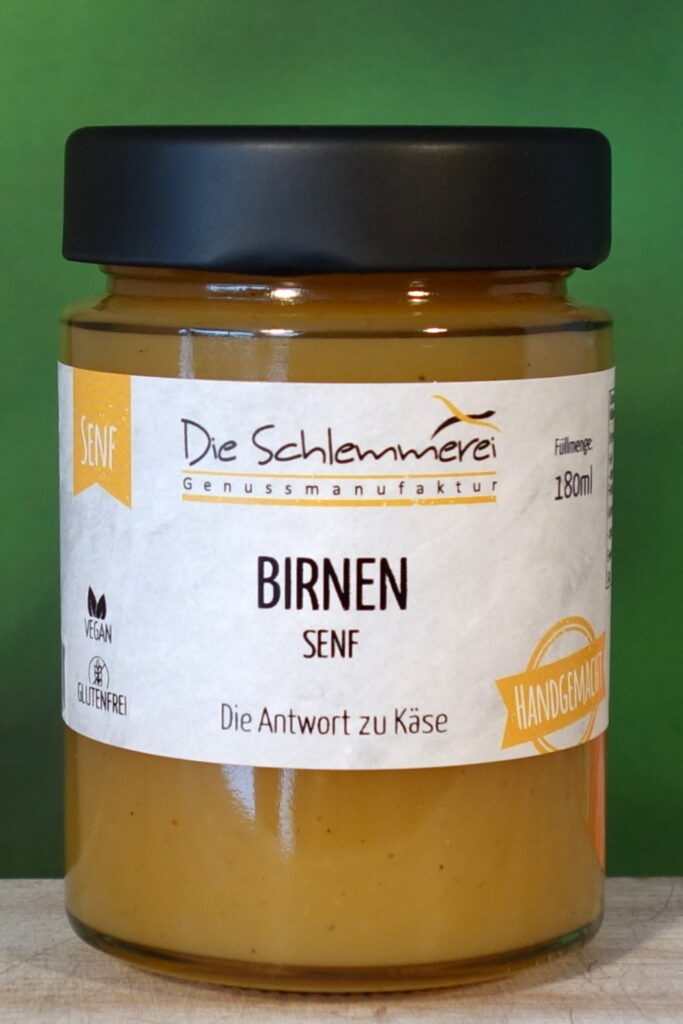 SENF
Die Schlemmerei
Genussmanufaktur
Füllmenge:
180ml
BIRNEN
SENF
VEGAN
GLUTENFREI
HANDGEMACHT
Die Antwort zu Käse